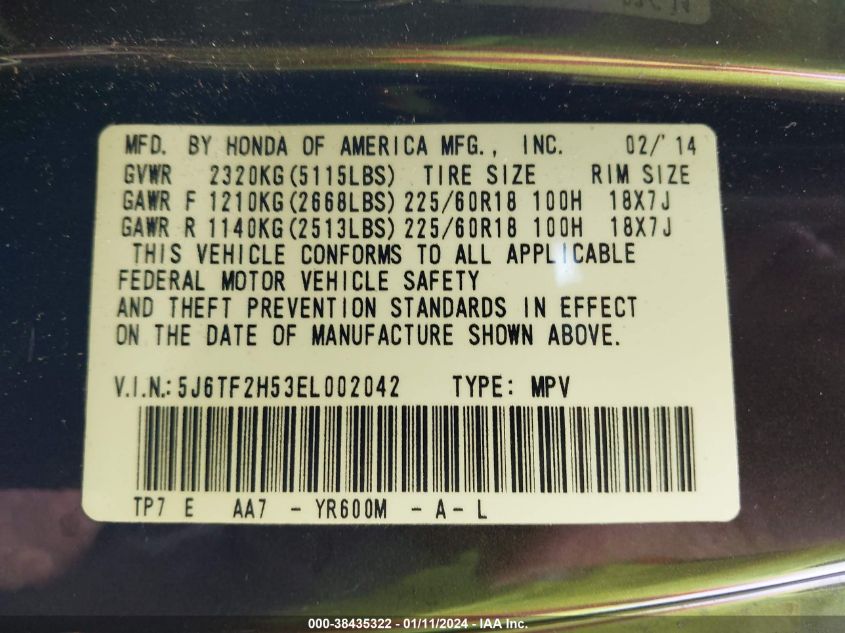 MFD. BY HONDA OF AMERICA MFG., INC. 02/'14
GVWR 2320KG(5115LBS) TIRE SIZE RIM SIZE
GAWR F 1210KG(2668LBS) 225/60R18 100H 18X7J
GAWR R 1140KG(2513LBS) 225/60R18 100H 18X7J
THIS VEHICLE CONFORMS TO ALL APPLICABLE
FEDERAL MOTOR VEHICLE SAFETY
AND THEFT PREVENTION STANDARDS IN EFFECT
ON THE DATE OF MANUFACTURE SHOWN ABOVE.
V.I.N.: 5J6TF2H53EL002042 TYPE: MPV
TP7 E AA7 - YR600M - A - L
000-38435322 - 01/11/2024 - IAA Inc.